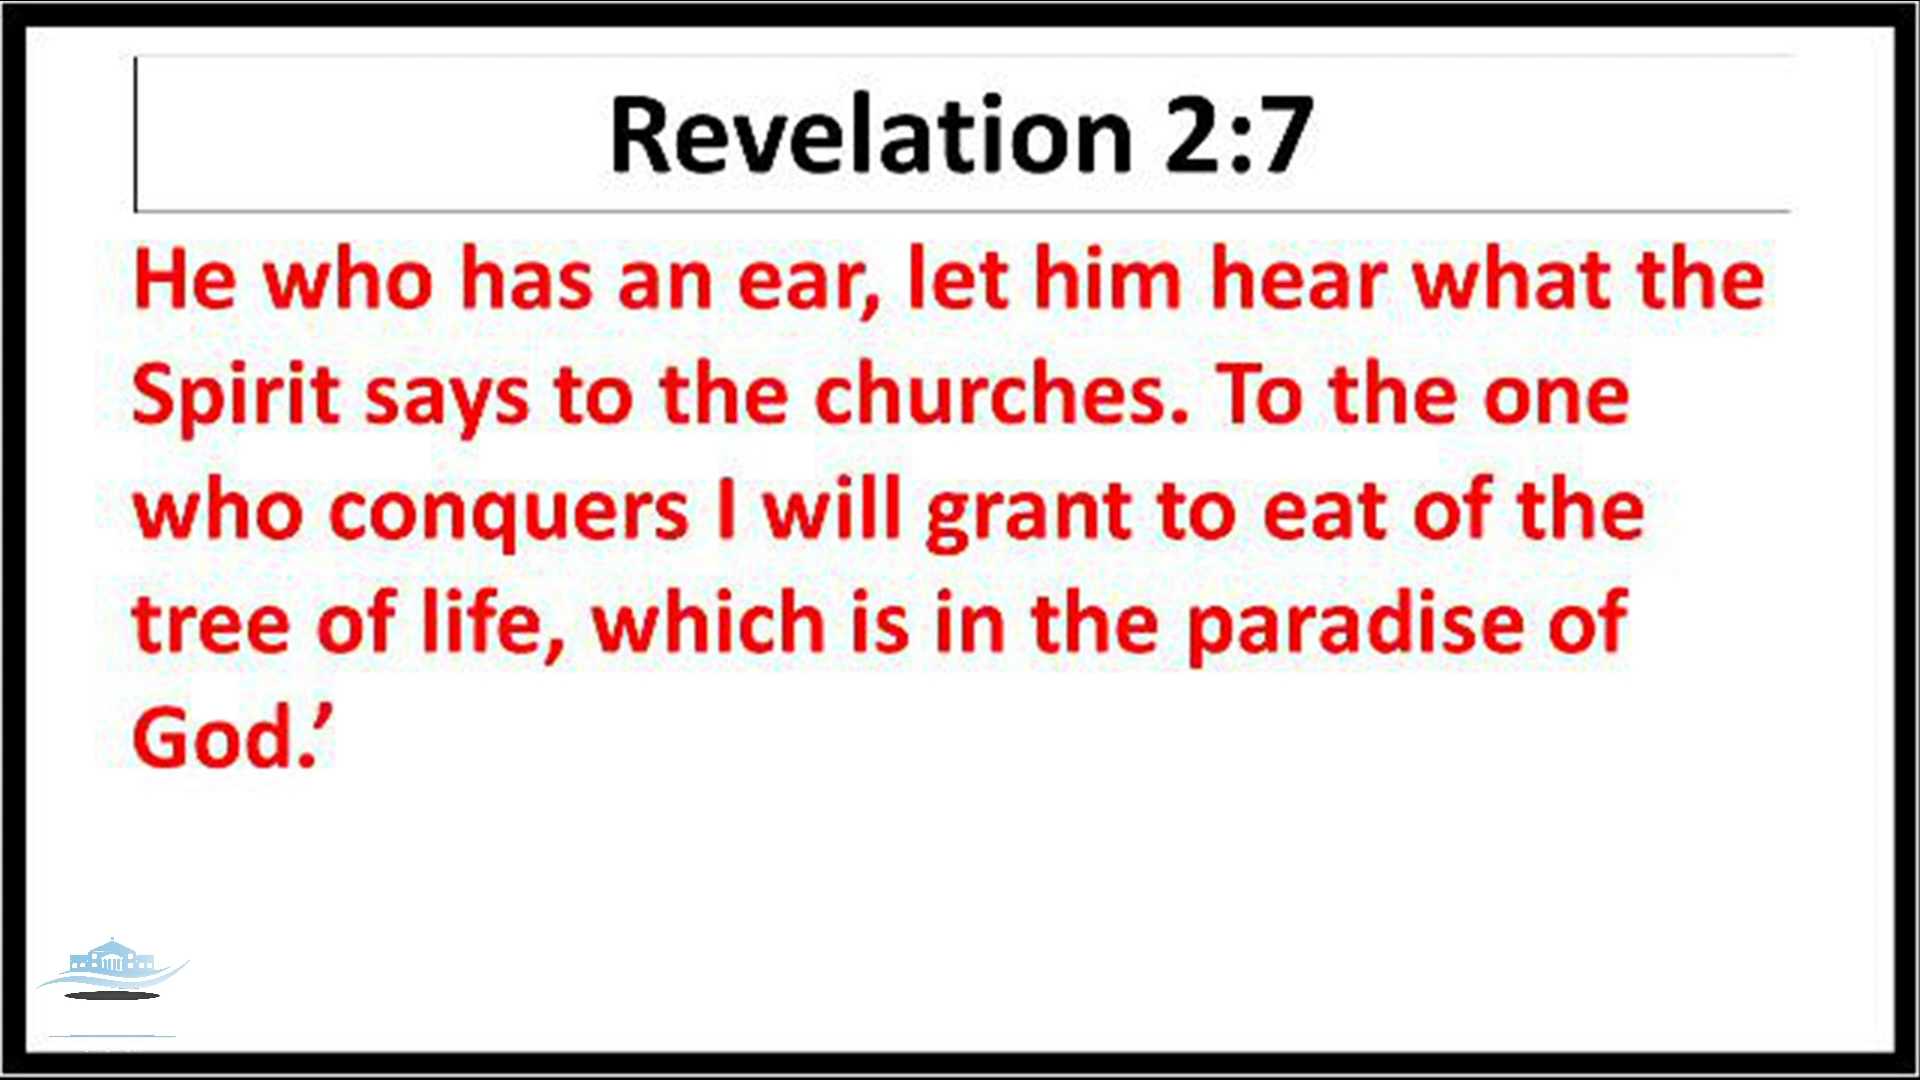 Revelation 2:7
He who has an ear, let him hear what the
Spirit says to the churches. To the one
who conquers I will grant to eat of the
tree of life, which is in the paradise of
God.’